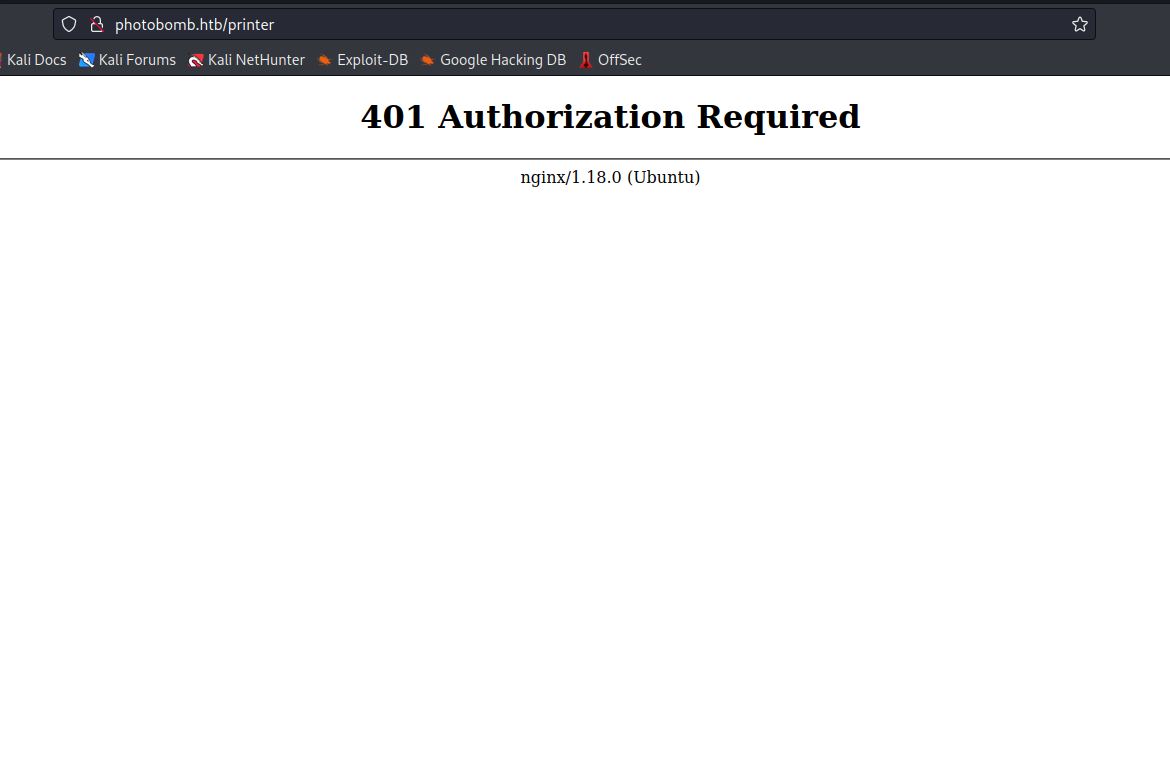 photobomb.htb/printer
Kali Docs Kali Forums Kali NetHunter Exploit-DB Google Hacking DB OffSec
401 Authorization Required
nginx/1.18.0 (Ubuntu)